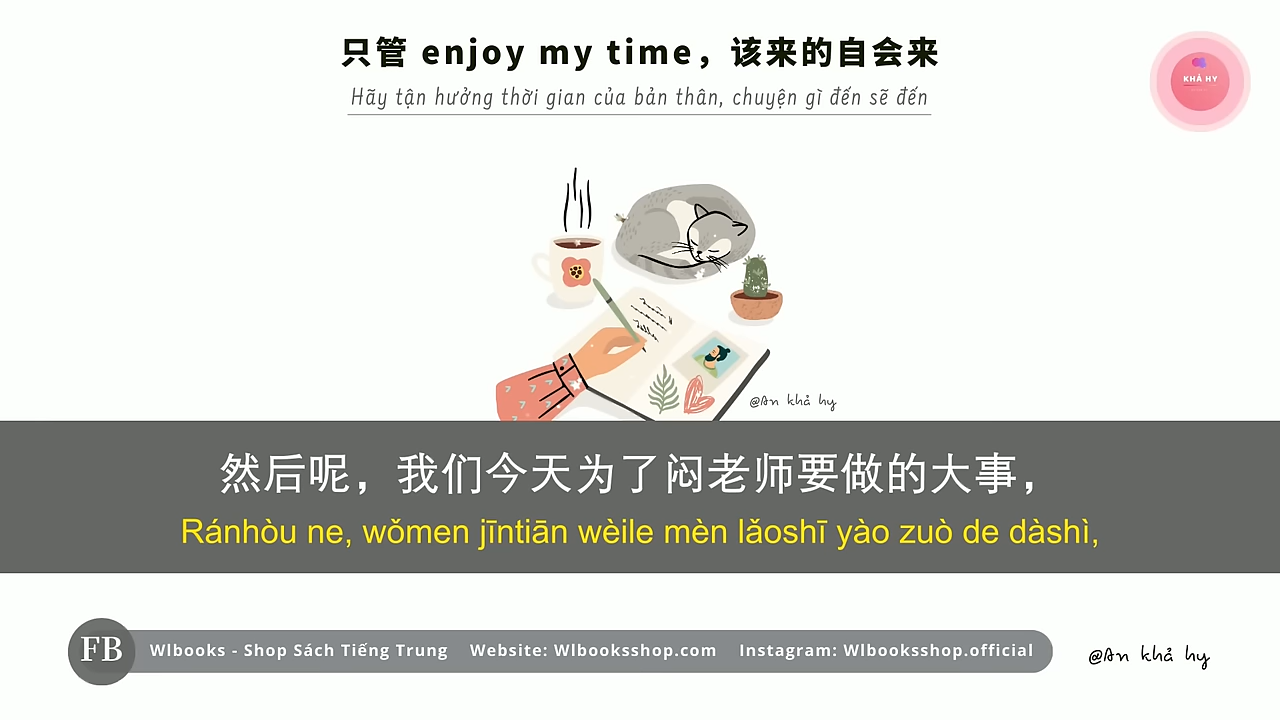 只管 enjoy my time，该来的自会来
Hãy tận hưởng thời gian của bản thân, chuyện gì đến sẽ đến
KHẢ HY
@An khả hy
然后呢，我们今天为了闷老师要做的大事，
Ránhòu ne, wǒmen jīntiān wèile mèn lǎoshī yào zuò de dàshì,
FB
Wlbooks - Shop Sách Tiếng Trung Website: Wlbooksshop.com Instagram: Wlbooksshop.official
@An khả hy